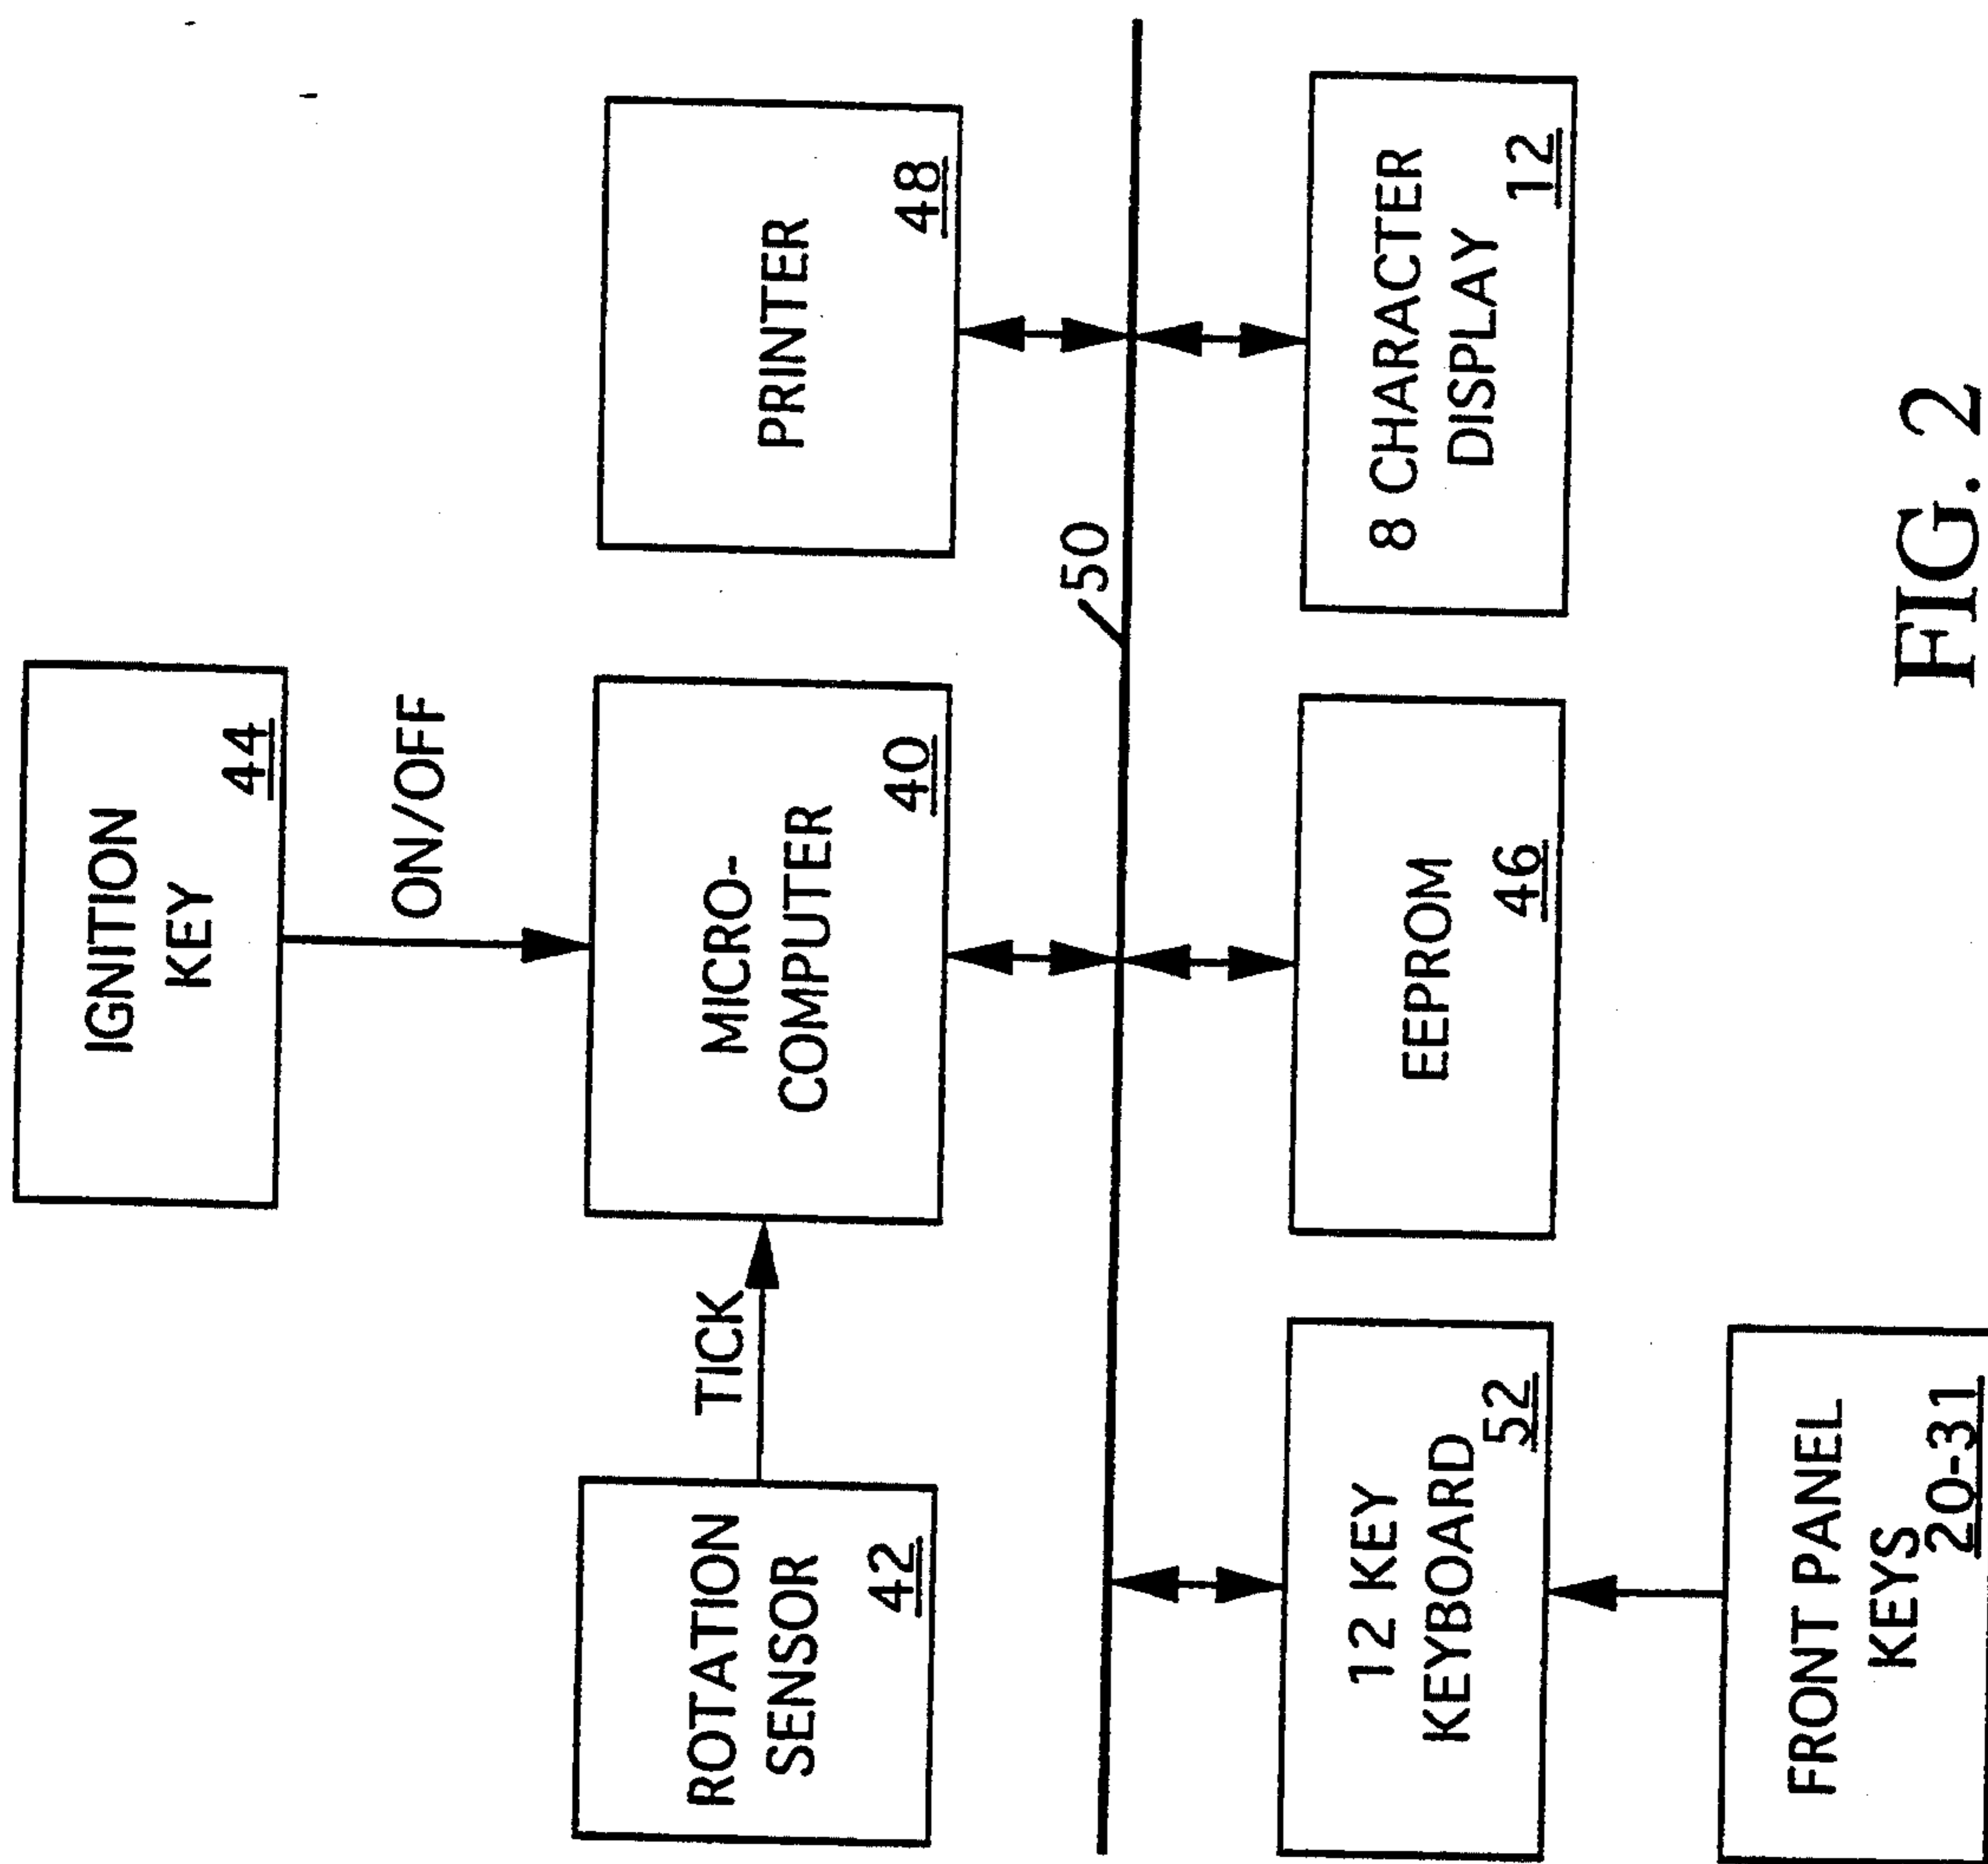 IGNITION
KEY
44
ON/OFF
ROTATION
SENSOR
42
TICK
MICRO-
COMPUTER
40
PRINTER
48
50
12 KEY
KEYBOARD
52
EEPROM
46
8 CHARACTER
DISPLAY
12
FRONT PANEL
KEYS
20-31
FIG. 2